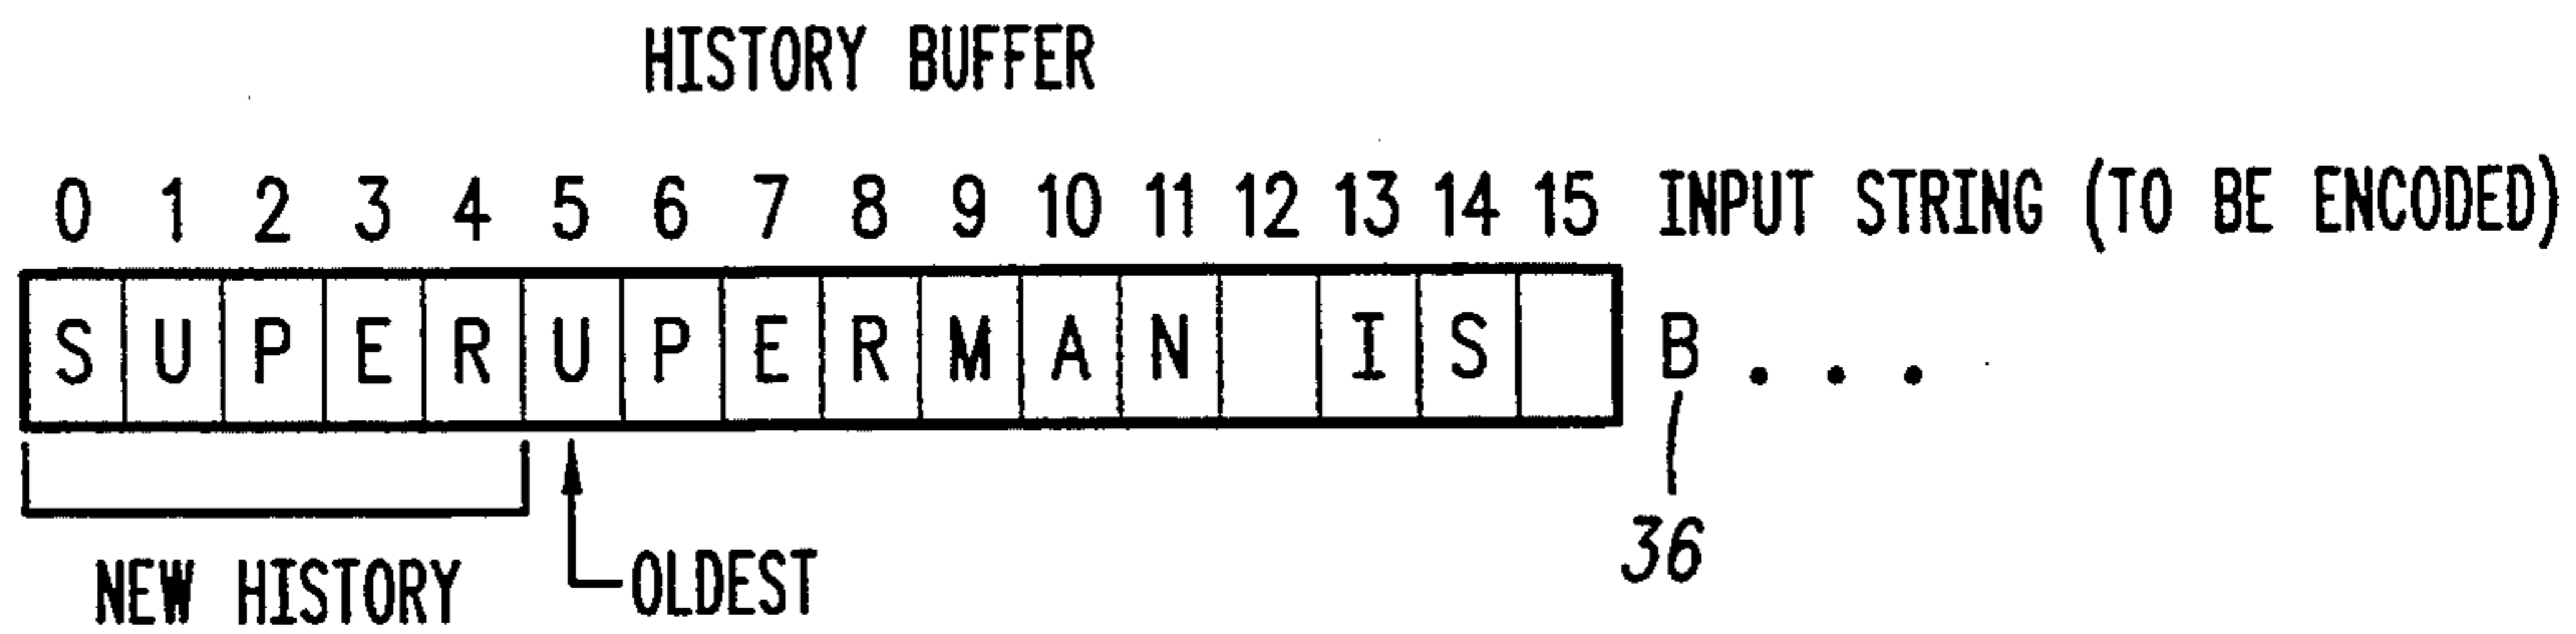 HISTORY BUFFER
0 1 2 3 4 5 6 7 8 9 10 11 12 13 14 15 INPUT STRING (TO BE ENCODED)
S U P E R U P E R M A N I S B . . .
36
NEW HISTORY OLDEST